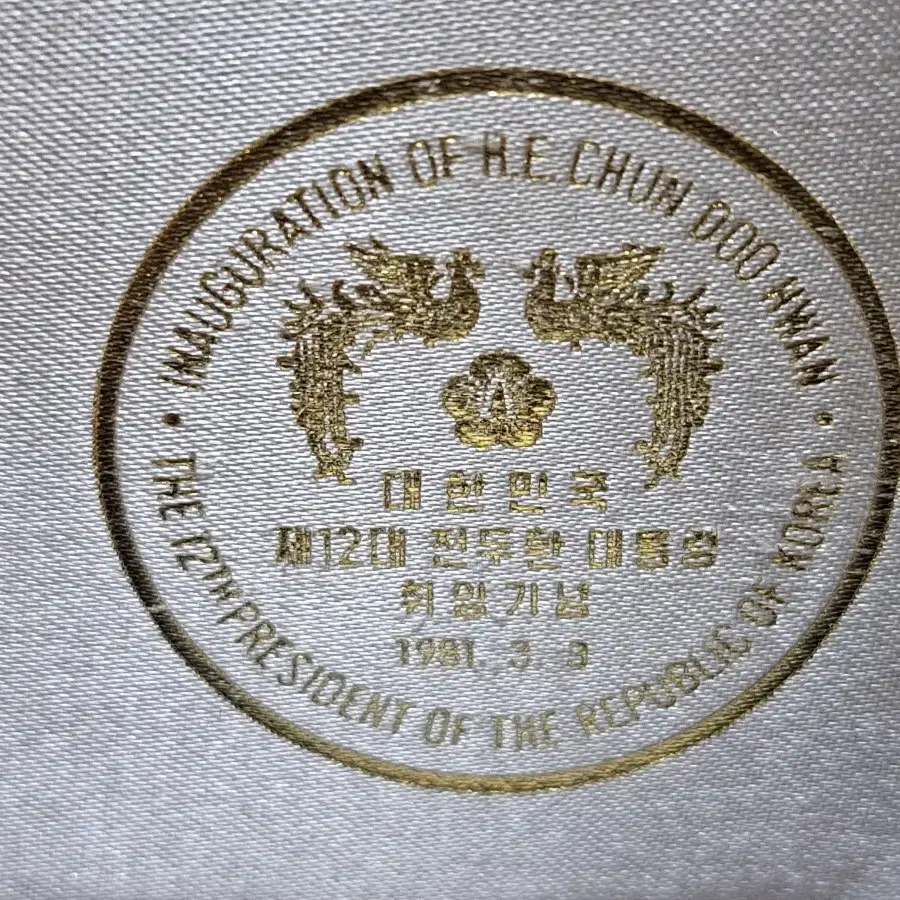 INAUGURATION OF H.E. CHUN DOO HWAN
대한민국
제12대 전두환 대통령
취임기념
1981. 3. 3
• THE 12TH PRESIDENT OF THE REPUBLIC OF KOREA •